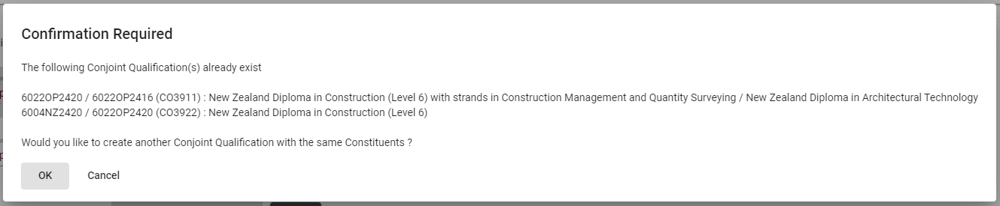 Confirmation Required
The following Conjoint Qualification(s) already exist
6022OP2420 / 6022OP2416 (CO3911) : New Zealand Diploma in Construction (Level 6) with strands in Construction Management and Quantity Surveying / New Zealand Diploma in Architectural Technology
6004NZ2420 / 6022OP2420 (CO3922) : New Zealand Diploma in Construction (Level 6)
Would you like to create another Conjoint Qualification with the same Constituents ?
OK Cancel